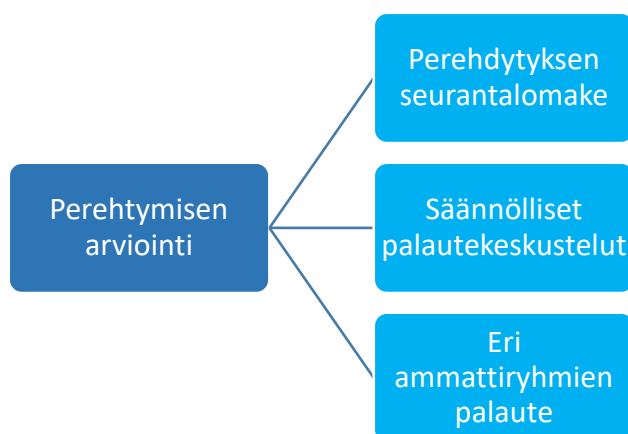 Perehtymisen
arviointi
Perehdytyksen
seurantalomake
Säännölliset
palautekeskustelut
Eri
ammattiryhmien
palaute